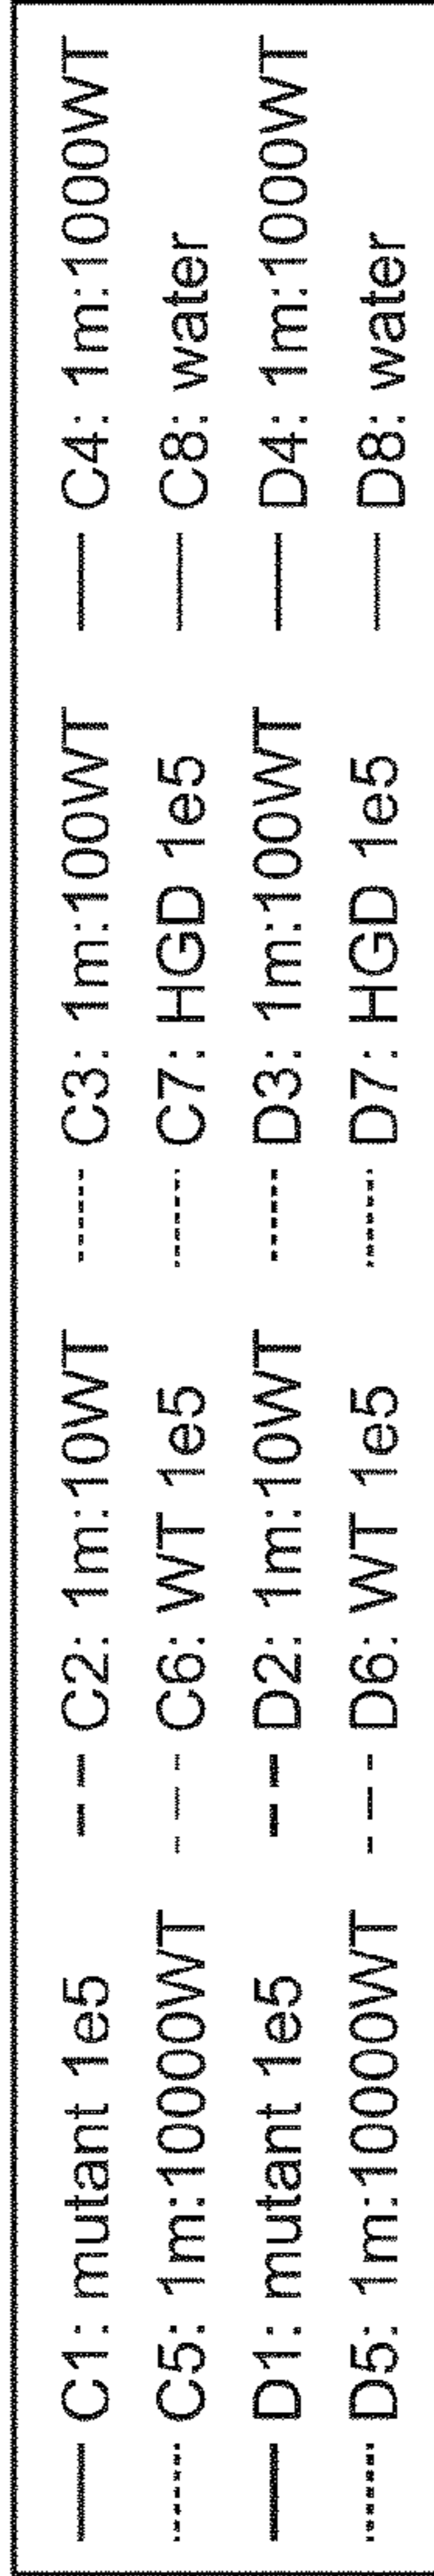 C1: mutant 1e5 C2: 1m:10WT C3: 1m:100WT C4: 1m:1000WT
C5: 1m:10000WT C6: WT 1e5 C7: HGD 1e5 C8: water
D1: mutant 1e5 D2: 1m:10WT D3: 1m:100WT D4: 1m:1000WT
D5: 1m:10000WT D6: WT 1e5 D7: HGD 1e5 D8: water